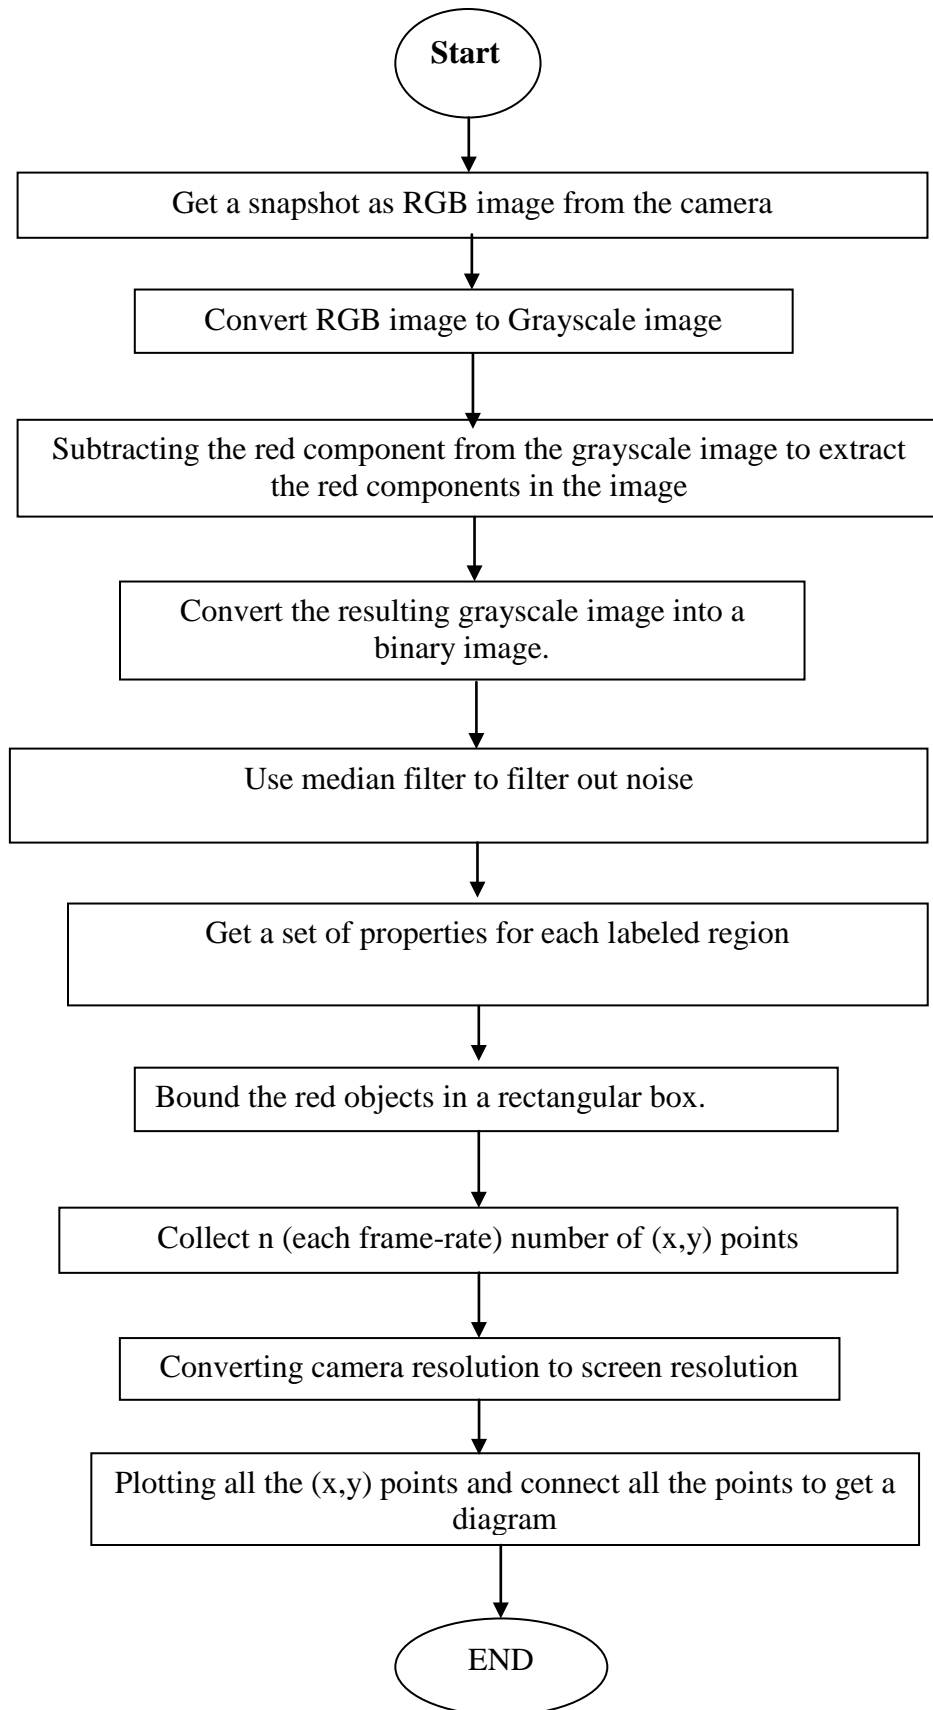 Start
Get a snapshot as RGB image from the camera
Convert RGB image to Grayscale image
Subtracting the red component from the grayscale image to extract
the red components in the image
Convert the resulting grayscale image into a
binary image.
Use median filter to filter out noise
Get a set of properties for each labeled region
Bound the red objects in a rectangular box.
Collect n (each frame-rate) number of (x,y) points
Converting camera resolution to screen resolution
Plotting all the (x,y) points and connect all the points to get a
diagram
END